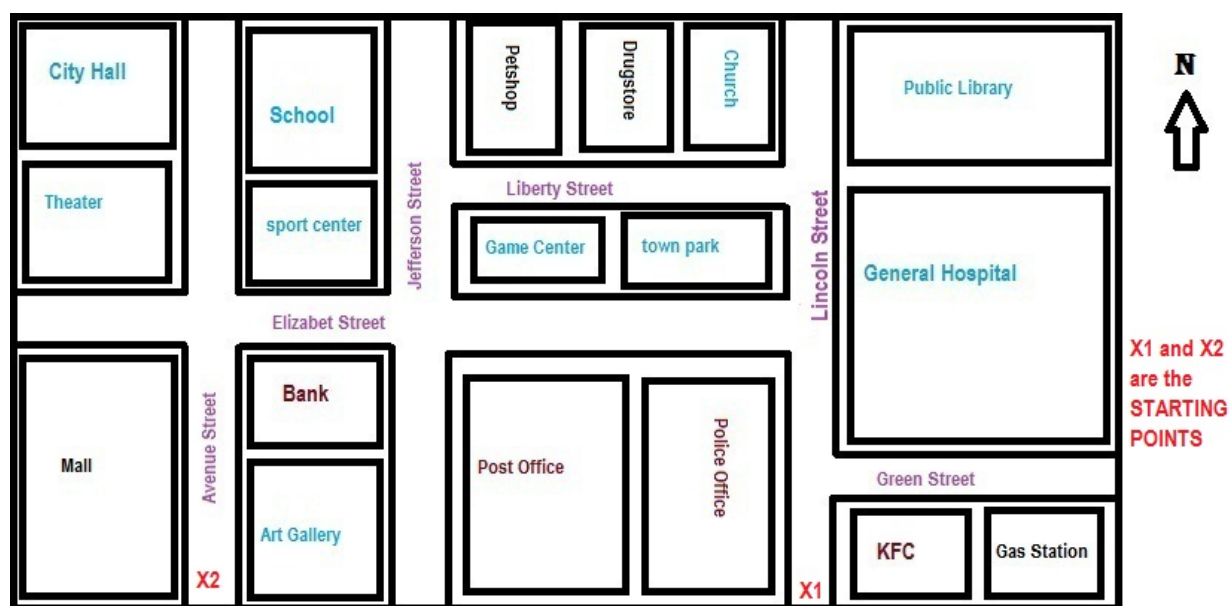 City Hall
School
Petshop
Drugstore
Church
Public Library
N
Theater
sport center
Jefferson Street
Liberty Street
Game Center
town park
Lincoln Street
General Hospital
Elizabet Street
X1 and X2
are the
STARTING
POINTS
Mall
Avenue Street
Bank
Art Gallery
Post Office
Police Office
Green Street
KFC
Gas Station
X2
X1